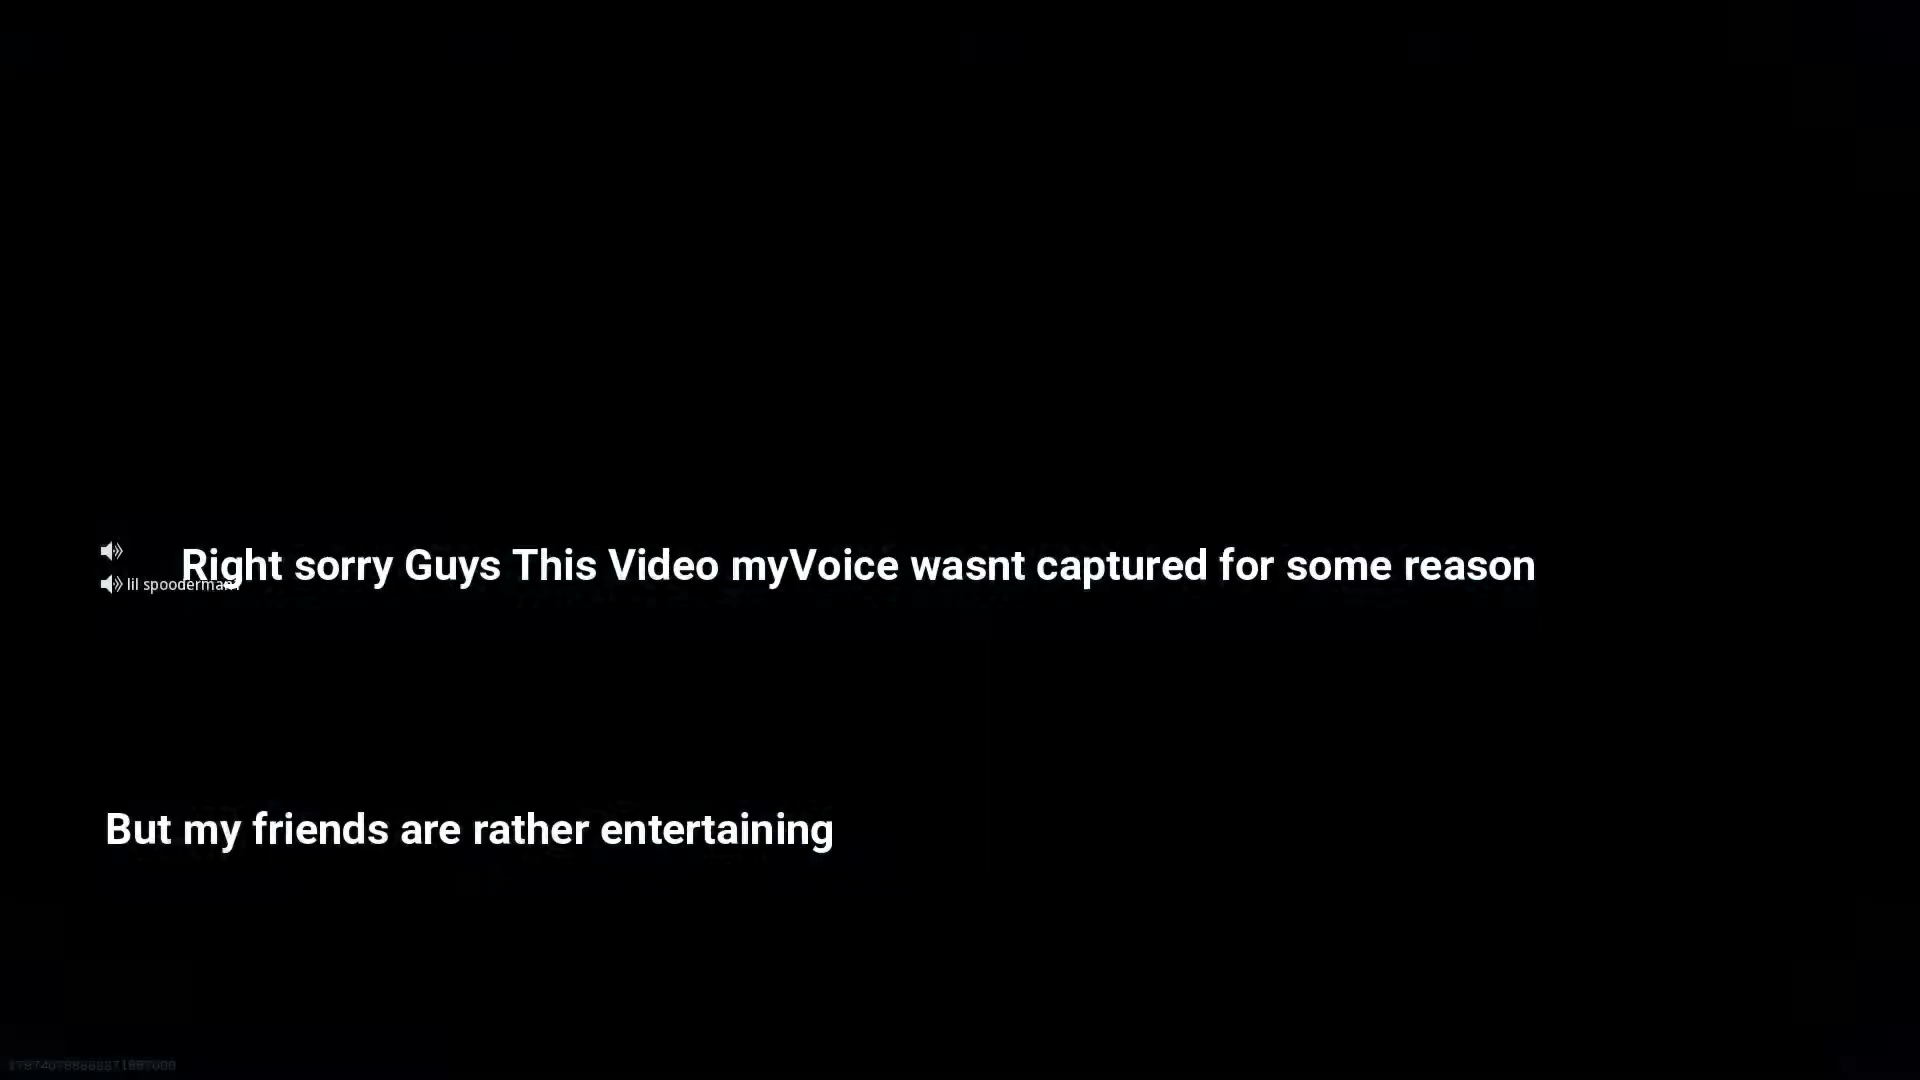 Right sorry Guys This Video myVoice wasnt captured for some reason
lil spooderman
But my friends are rather entertaining